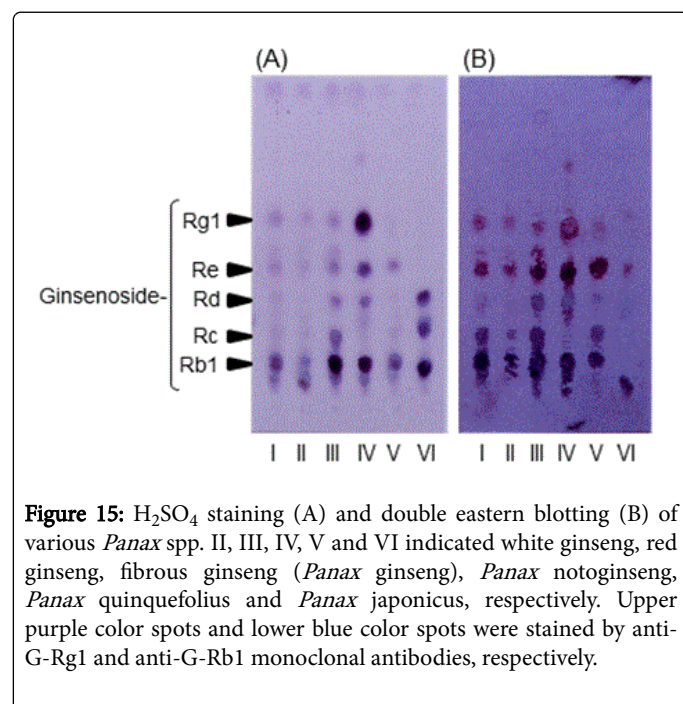 (A) (B)
Rg1
Re
Ginsenoside-
Rd
Rc
Rb1
I II III IV V VI I II III IV V VI
Figure 15: H₂SO₄ staining (A) and double eastern blotting (B) of
various Panax spp. II, III, IV, V and VI indicated white ginseng, red
ginseng, fibrous ginseng (Panax ginseng), Panax notoginseng,
Panax quinquefolius and Panax japonicus, respectively. Upper
purple color spots and lower blue color spots were stained by anti-
G-Rg1 and anti-G-Rb1 monoclonal antibodies, respectively.